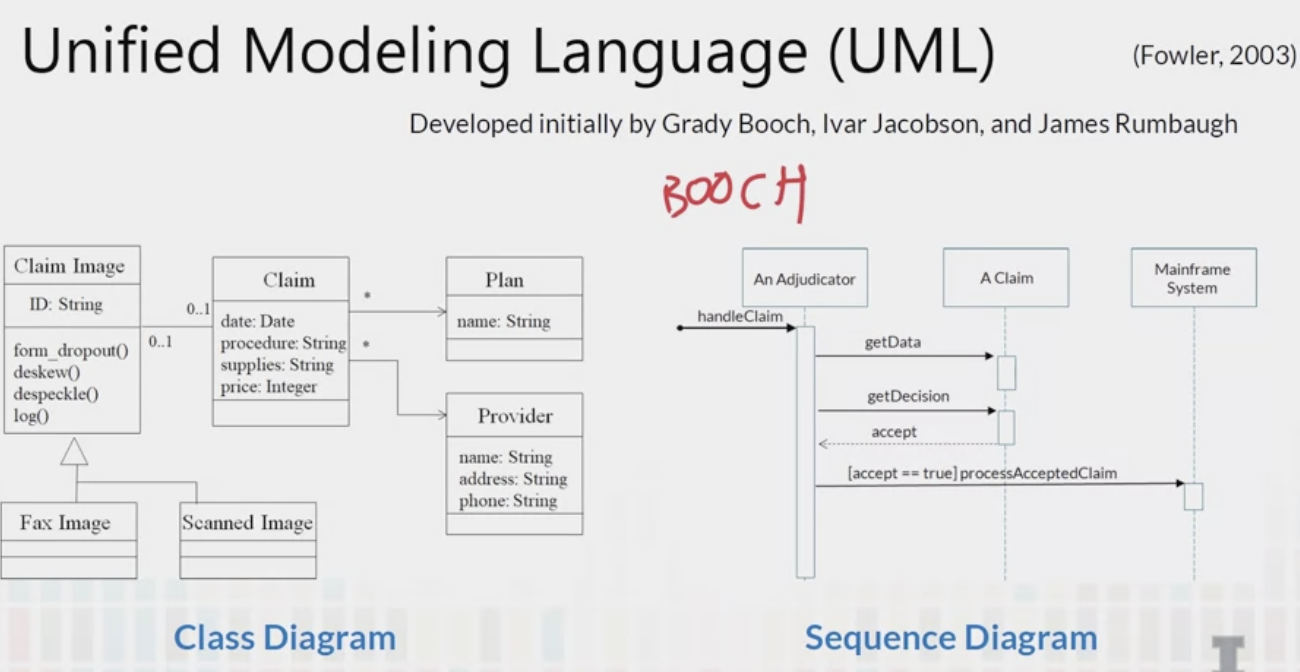 Unified Modeling Language (UML)
(Fowler, 2003)
Developed initially by Grady Booch, Ivar Jacobson, and James Rumbaugh
BOOCH
Claim Image
ID: String
form_dropout()
deskew()
despeckle()
log()
0..1
0..1
Claim
date: Date
procedure: String
supplies: String
price: Integer
*
*
Plan
name: String
Provider
name: String
address: String
phone: String
Fax Image
Scanned Image
Class Diagram
An Adjudicator
A Claim
Mainframe
System
handleClaim
getData
getDecision
accept
[accept == true] processAcceptedClaim
Sequence Diagram